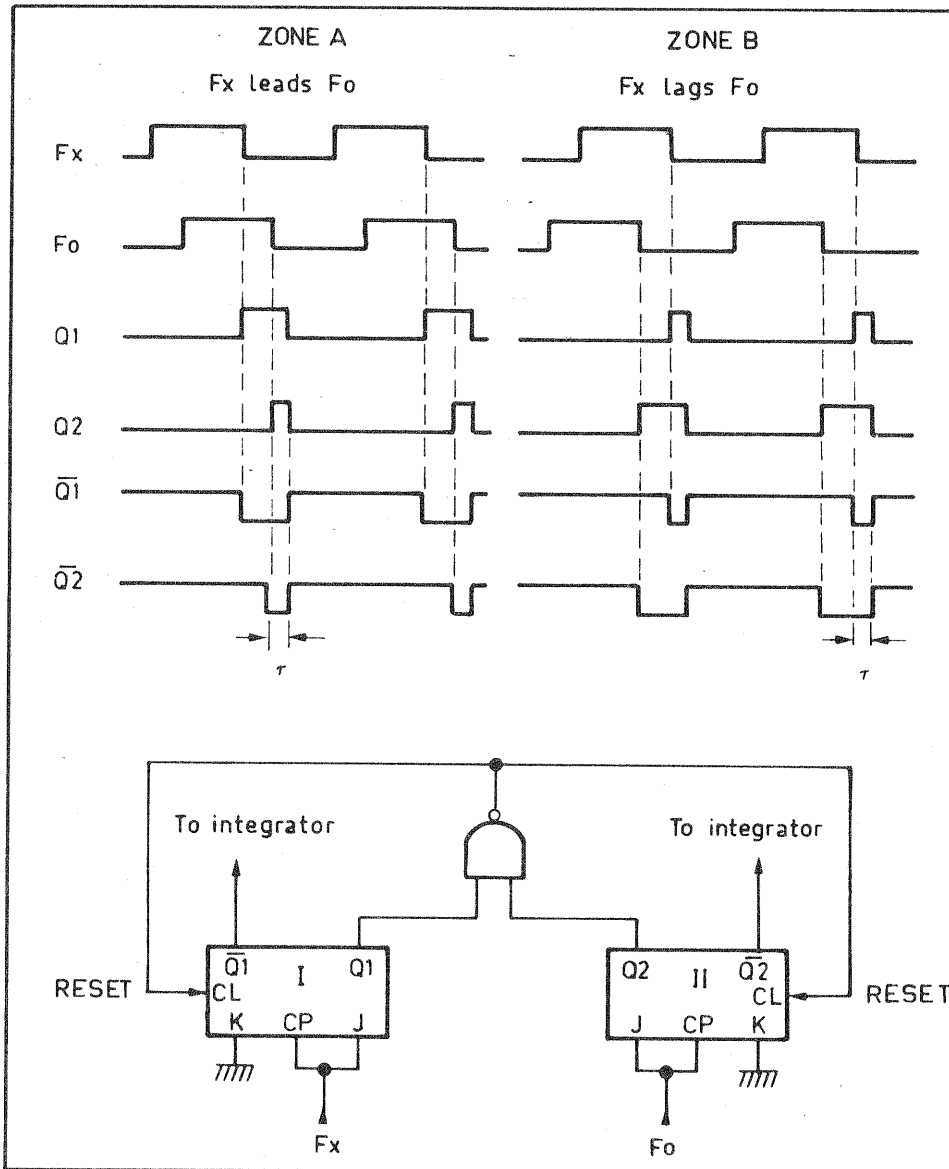 ZONE A
ZONE B
Fx leads Fo
Fx lags Fo
Fx
Fo
Q1
Q2
Q̅1
Q̅2
τ
τ
To integrator
To integrator
Q̅1 I Q1
Q2 II Q̅2
RESET
CL
CL
RESET
K CP J
J CP K
Fx
Fo